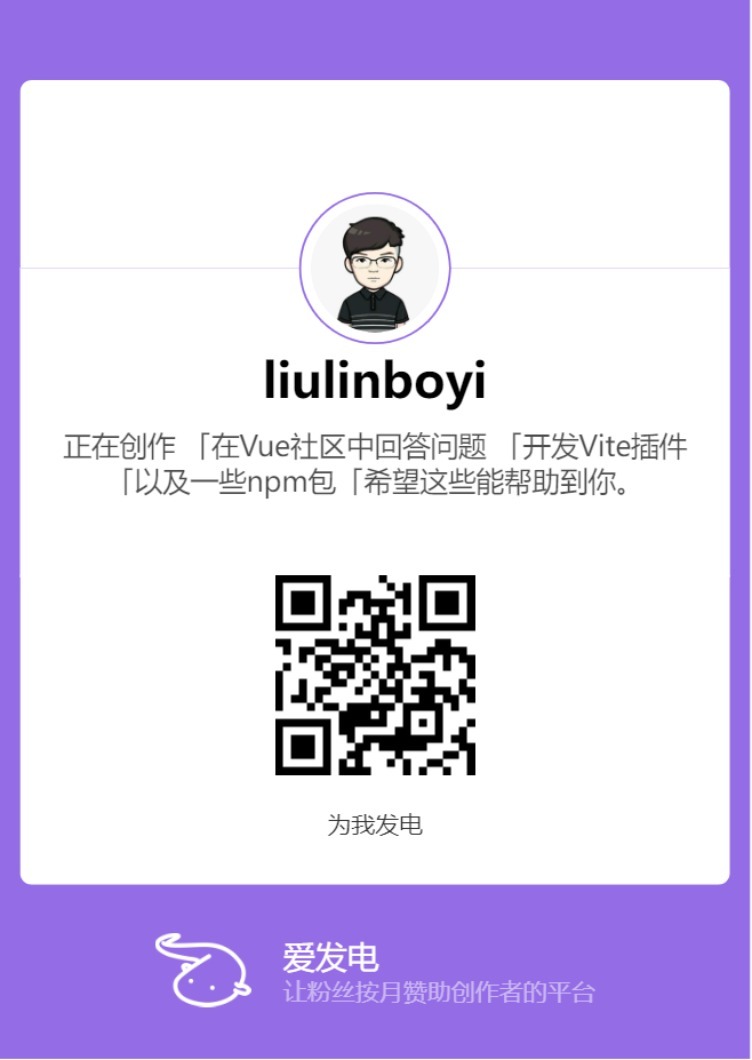 liulinboyi
正在创作 「在Vue社区中回答问题 「开发Vite插件
「以及一些npm包「希望这些能帮助到你。
为我发电
爱发电
让粉丝按月赞助创作者的平台